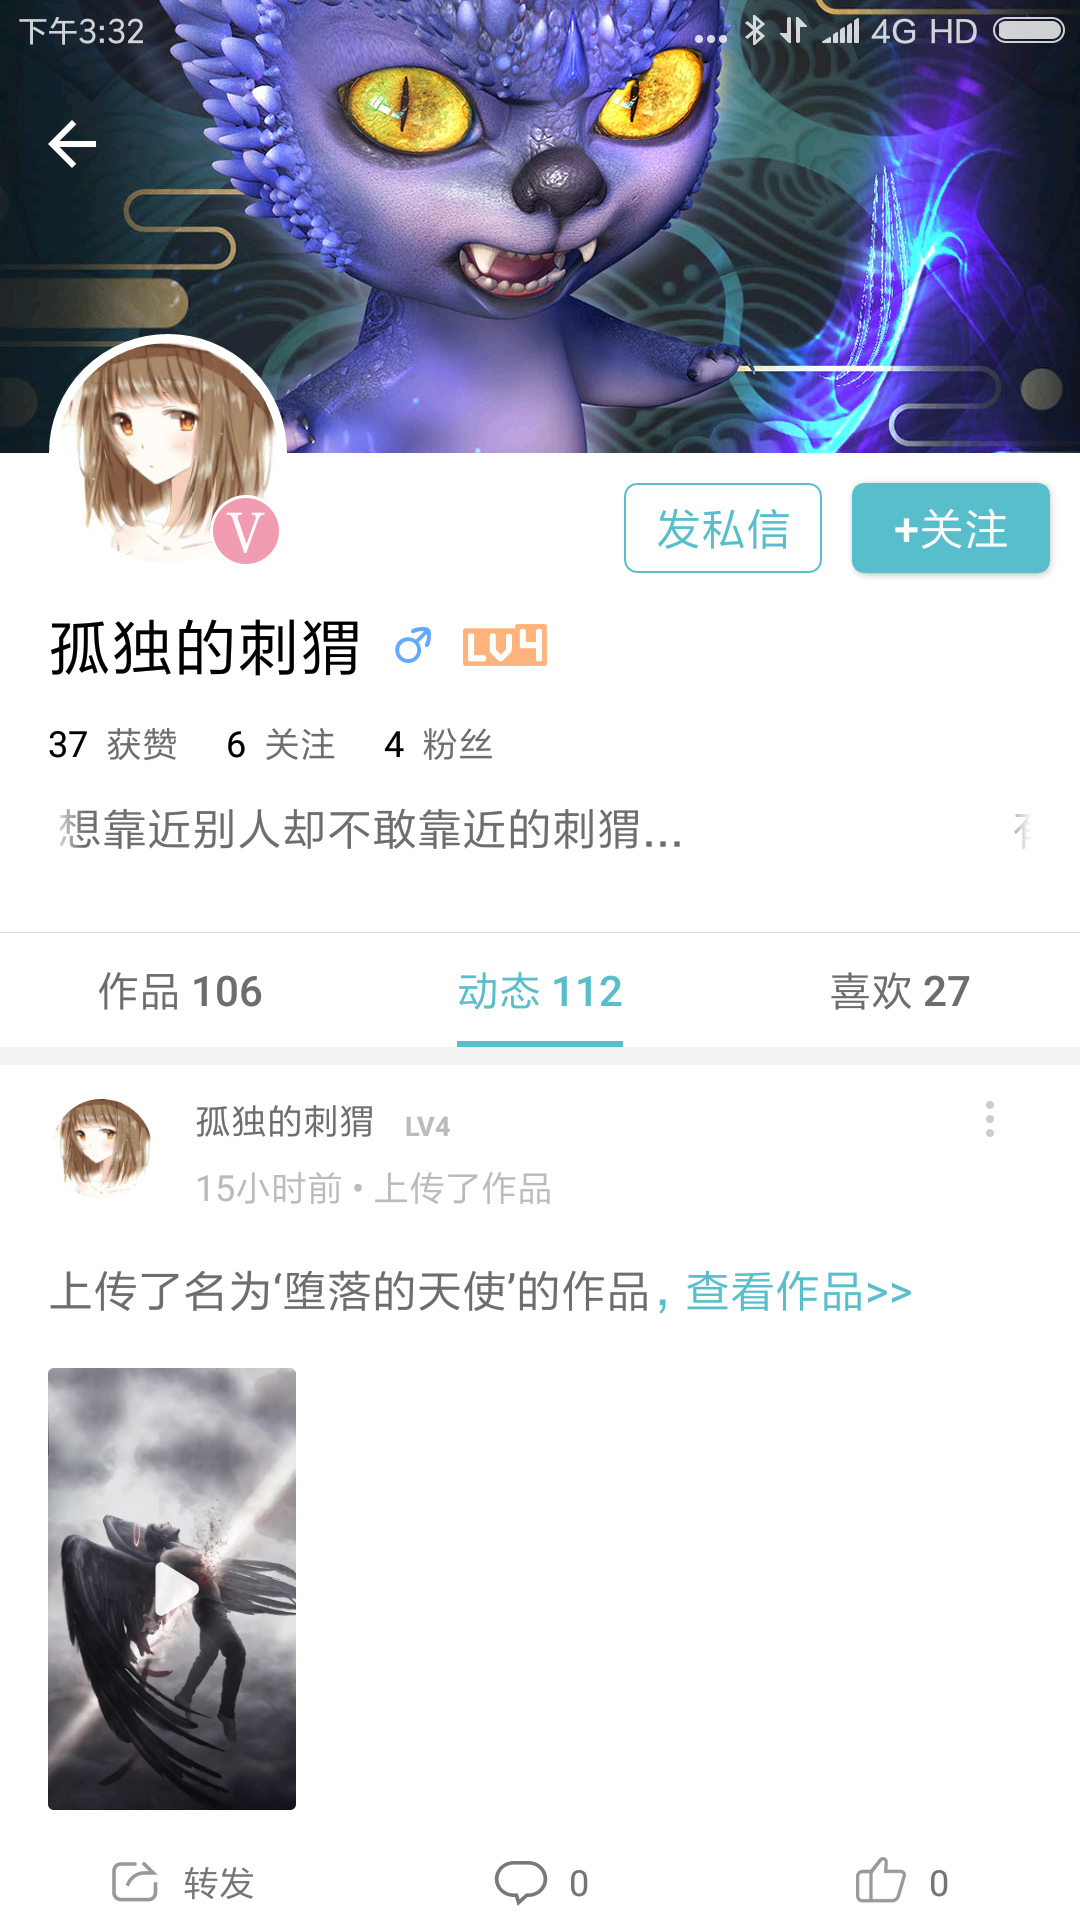 下午3:32
... 4G HD
V
发私信
+关注
孤独的刺猬 LV4
37 获赞 6 关注 4 粉丝
想靠近别人却不敢靠近的刺猬...
作品 106
动态 112
喜欢 27
孤独的刺猬 LV4
15小时前 • 上传了作品
上传了名为‘堕落的天使’的作品，查看作品>>
转发
0
0